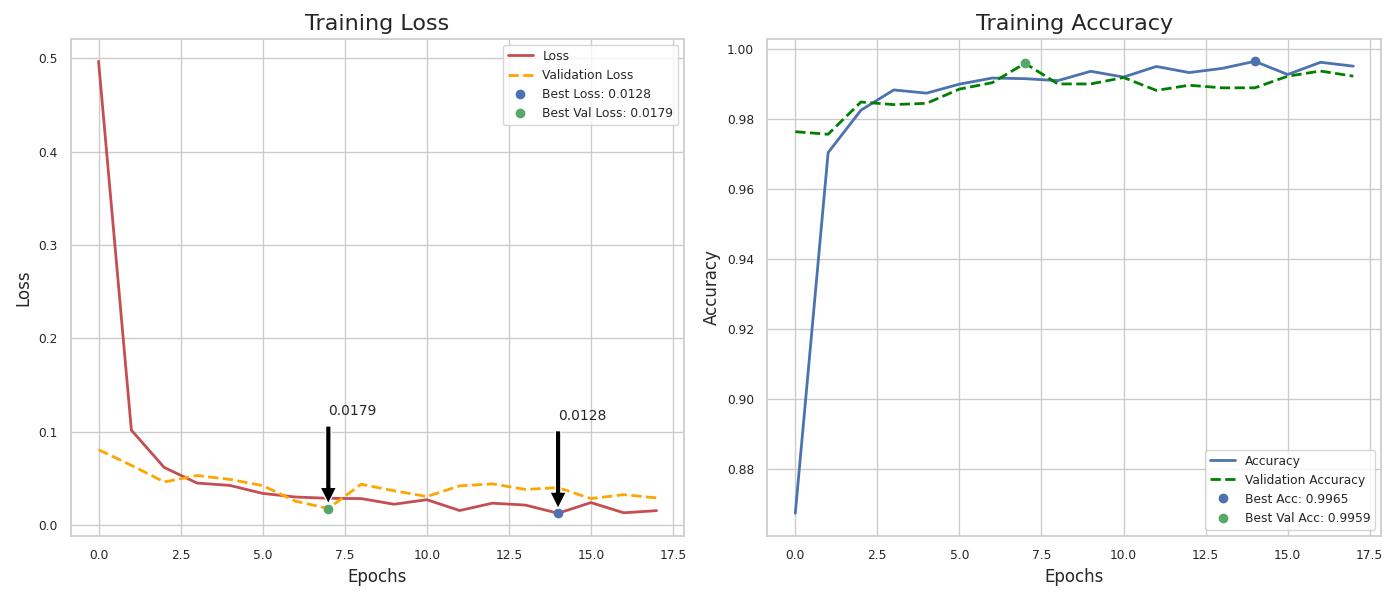 Training Loss
Loss
Validation Loss
Best Loss: 0.0128
Best Val Loss: 0.0179
0.5
0.4
0.3
0.2
0.1
0.0
Loss
0.0179
0.0128
0.0
2.5
5.0
7.5
10.0
12.5
15.0
17.5
Epochs
Training Accuracy
1.00
0.98
0.96
0.94
0.92
0.90
0.88
Accuracy
Accuracy
Validation Accuracy
Best Acc: 0.9965
Best Val Acc: 0.9959
0.0
2.5
5.0
7.5
10.0
12.5
15.0
17.5
Epochs